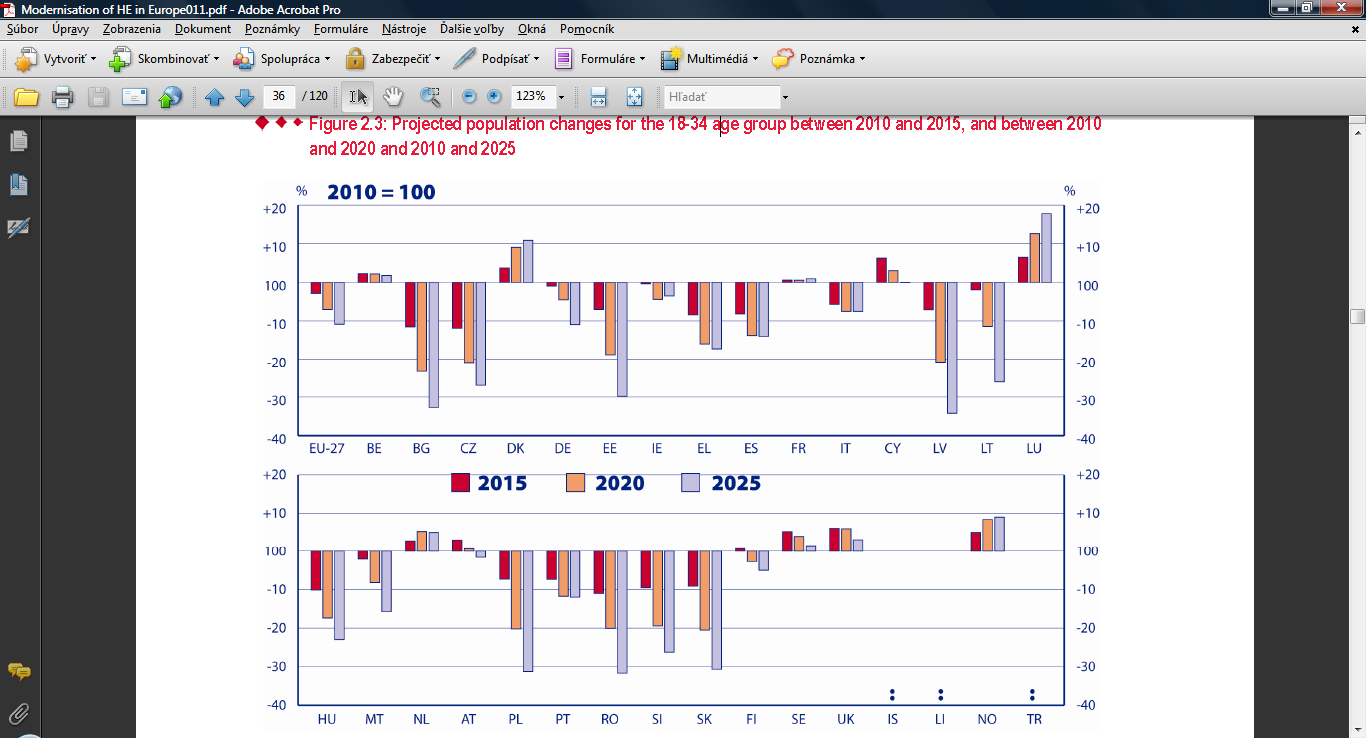 Modernisation of HE in Europe011.pdf - Adobe Acrobat Pro
Súbor Úpravy Zobrazenia Dokument Poznámky Formuláre Nástroje Ďalšie voľby Okná Pomocník
Vytvoriť Skombinovať Spolupráca Zabezpečiť Podpísať Formuláre Multimédiá Poznámka
36 / 120 123% Hľadať
Figure 2.3: Projected population changes for the 18-34 age group between 2010 and 2015, and between 2010
and 2020 and 2010 and 2025
% 2010 = 100 %
+20 +20
+10 +10
100 100
-10 -10
-20 -20
-30 -30
-40 -40
EU-27 BE BG CZ DK DE EE IE EL ES FR IT CY LV LT LU
+20 2015 2020 2025 +20
+10 +10
100 100
-10 -10
-20 -20
-30 -30
-40 : : : -40
HU MT NL AT PL PT RO SI SK FI SE UK IS LI NO TR